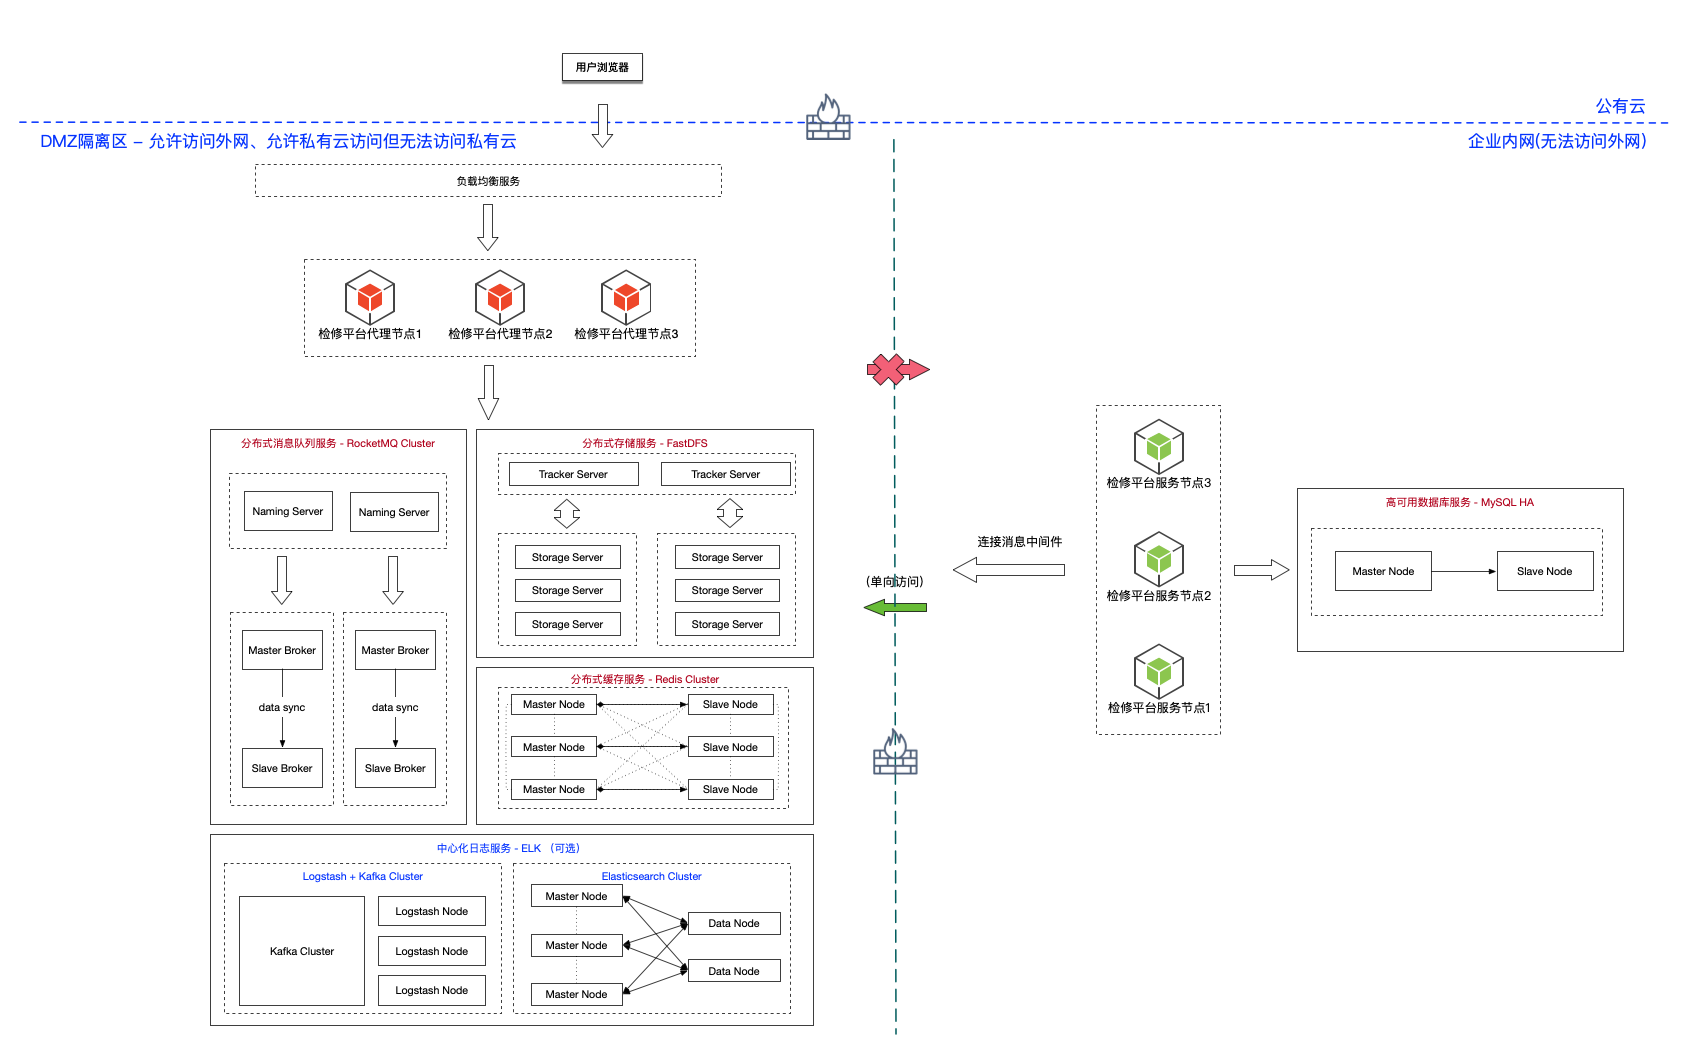 用户浏览器
公有云
DMZ隔离区 – 允许访问外网、允许私有云访问但无法访问私有云
企业内网(无法访问外网)
负载均衡服务
检修平台代理节点1
检修平台代理节点2
检修平台代理节点3
分布式消息队列服务 - RocketMQ Cluster
Naming Server
Naming Server
Master Broker
Master Broker
data sync
data sync
Slave Broker
Slave Broker
分布式存储服务 - FastDFS
Tracker Server
Tracker Server
Storage Server
Storage Server
Storage Server
Storage Server
Storage Server
Storage Server
分布式缓存服务 - Redis Cluster
Master Node
Slave Node
Master Node
Slave Node
Master Node
Slave Node
中心化日志服务 - ELK （可选）
Logstash + Kafka Cluster
Kafka Cluster
Logstash Node
Logstash Node
Logstash Node
Elasticsearch Cluster
Master Node
Master Node
Master Node
Data Node
Data Node
(单向访问)
连接消息中间件
检修平台服务节点3
检修平台服务节点2
检修平台服务节点1
高可用数据库服务 - MySQL HA
Master Node
Slave Node